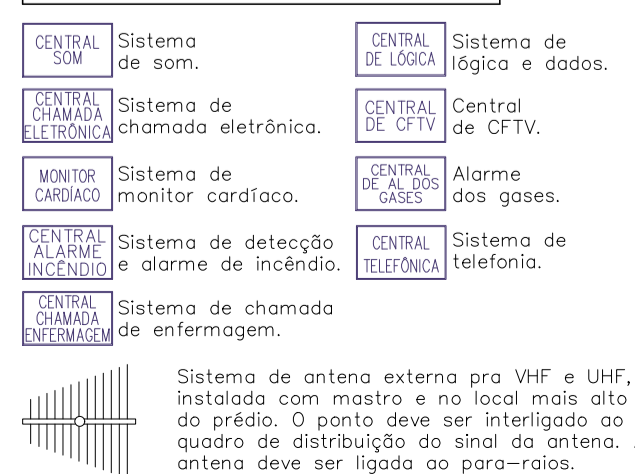 CENTRAL
SOM
Sistema
de som.
CENTRAL
CHAMADA
ELETRÔNICA
Sistema de
chamada eletrônica.
MONITOR
CARDÍACO
Sistema de
monitor cardíaco.
CENTRAL
ALARME
INCÊNDIO
Sistema de detecção
e alarme de incêndio.
CENTRAL
CHAMADA
ENFERMAGEM
Sistema de chamada
de enfermagem.
CENTRAL
DE LÓGICA
Sistema de
lógica e dados.
CENTRAL
DE CFTV
Central
de CFTV.
CENTRAL
DE AL DOS
GASES
Alarme
dos gases.
CENTRAL
TELEFÔNICA
Sistema de
telefonia.
Sistema de antena externa pra VHF e UHF,
instalada com mastro e no local mais alto
do prédio. O ponto deve ser interligado ao
quadro de distribuição do sinal da antena.
antena deve ser ligada ao para-raios.